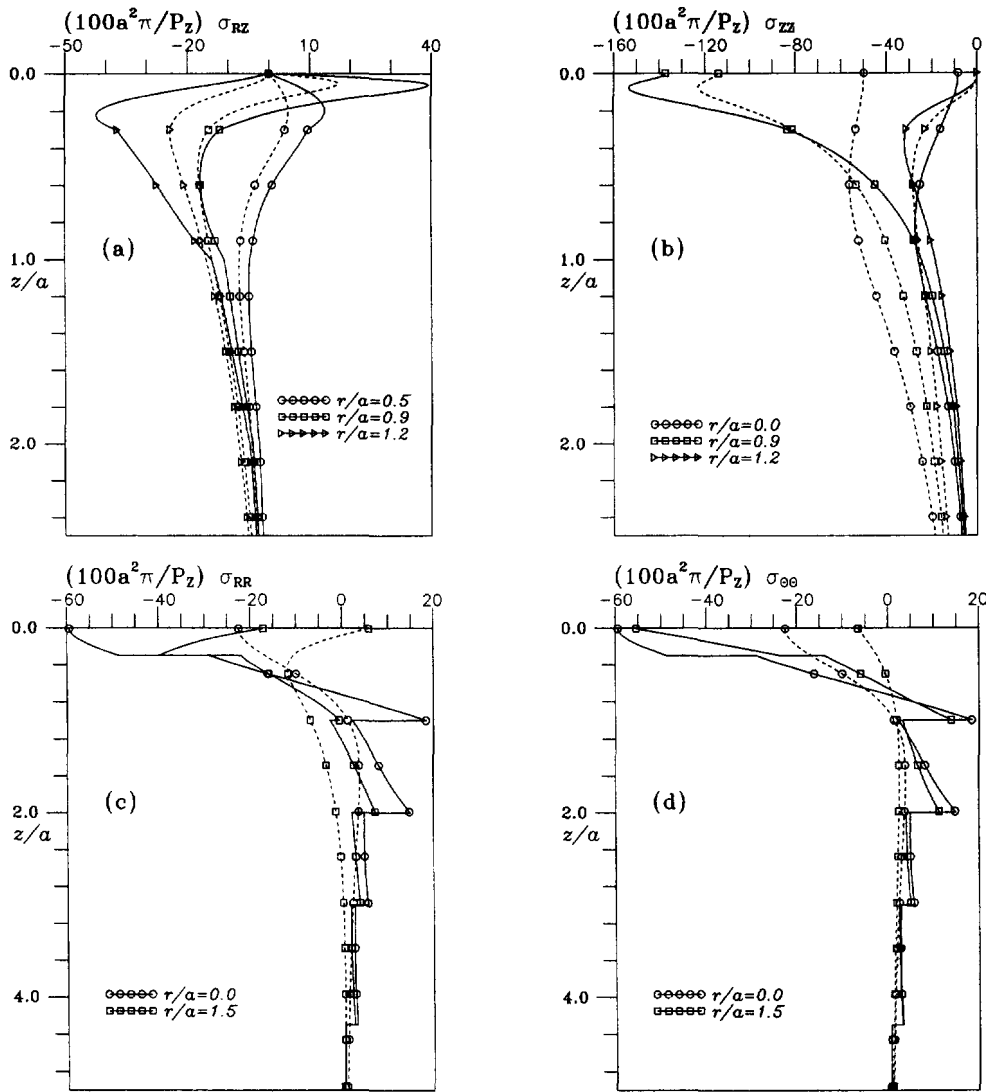 (100a²π/P_Z) σ_RZ
-50 -20 10 40
0.0
1.0
z/a
2.0
(a)
r/a=0.5
r/a=0.9
r/a=1.2
(100a²π/P_Z) σ_ZZ
-160 -120 -80 -40 0
0.0
1.0
z/a
2.0
(b)
r/a=0.0
r/a=0.9
r/a=1.2
(100a²π/P_Z) σ_RR
-60 -40 -20 0 20
0.0
2.0
z/a
4.0
(c)
r/a=0.0
r/a=1.5
(100a²π/P_Z) σ_ΘΘ
-60 -40 -20 0 20
0.0
2.0
z/a
4.0
(d)
r/a=0.0
r/a=1.5